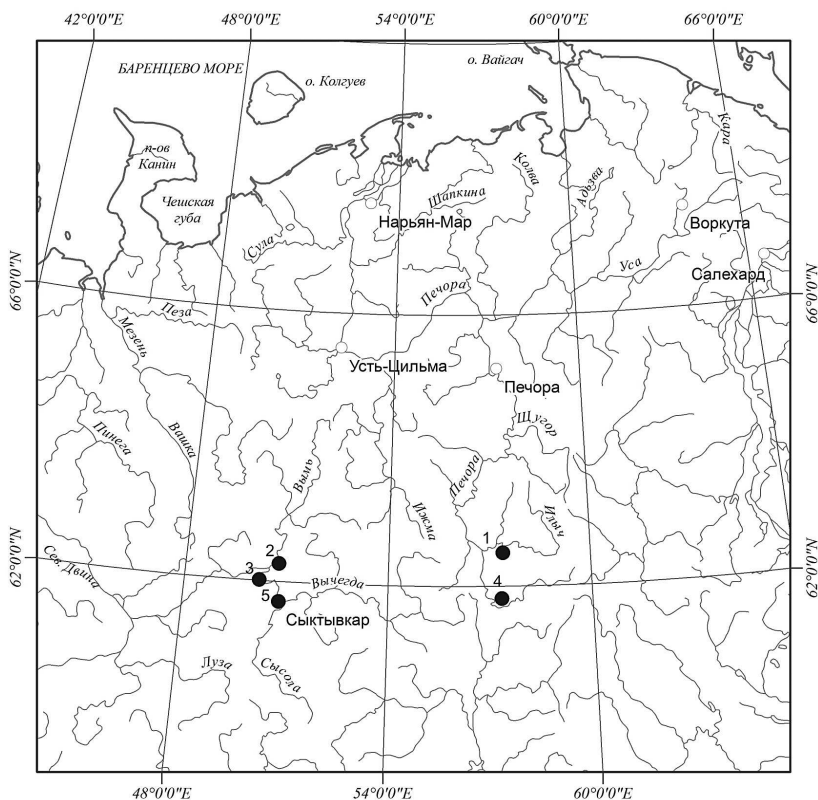 42°0'0"E
48°0'0"E
54°0'0"E
60°0'0"E
66°0'0"E
БАРЕНЦЕВО МОРЕ
о. Вайгач
о. Колгуев
Кара
п-ов
Канин
Колва
Адьзва
Чешская
губа
Шапкина
Нарьян-Мар
Воркута
Сула
Уса
Салехард
66°0'0"N
66°0'0"N
Печора
Пеза
Мезень
Усть-Цильма
Печора
Щугор
Пинега
Вашка
Вымь
Печора
Ижма
Илыч
1
2
62°0'0"N
62°0'0"N
Сев. Двина
3
Вычегда
4
5
Сыктывкар
Луза
Сысола
48°0'0"E
54°0'0"E
60°0'0"E